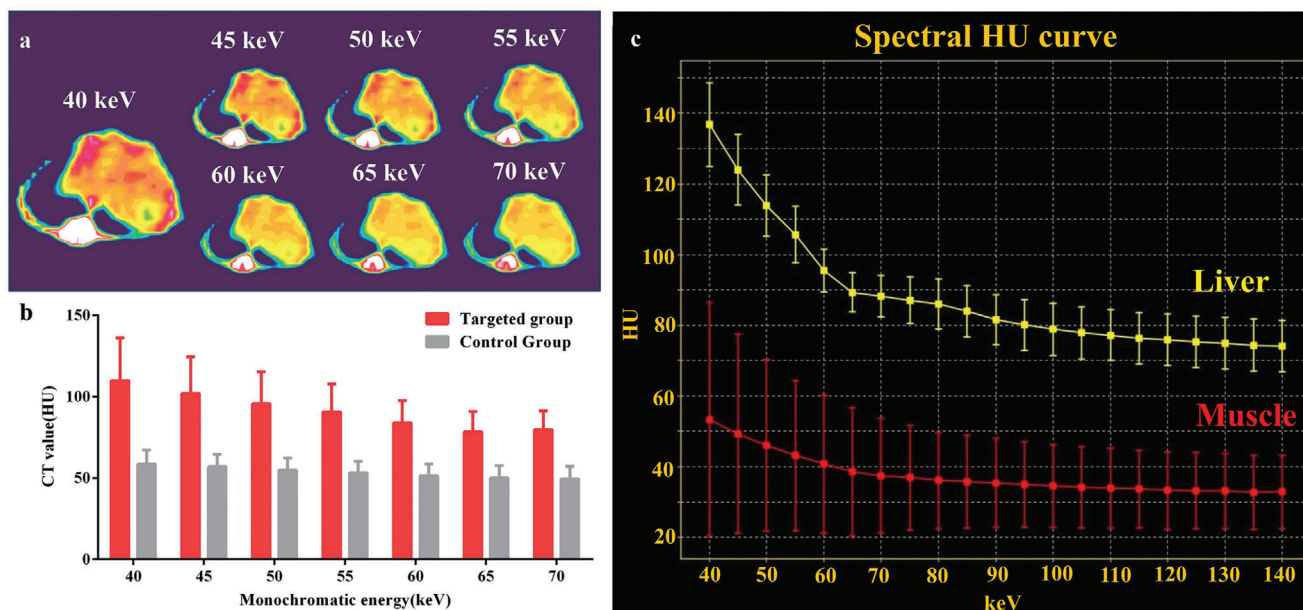 a
40 keV
45 keV
50 keV
55 keV
60 keV
65 keV
70 keV
b
150
100
50
0
CT value(HU)
Targeted group
Control Group
40 45 50 55 60 65 70
Monochromatic energy(keV)
c
Spectral HU curve
140
120
100
80
60
40
20
HU
Liver
Muscle
40 50 60 70 80 90 100 110 120 130 140
keV